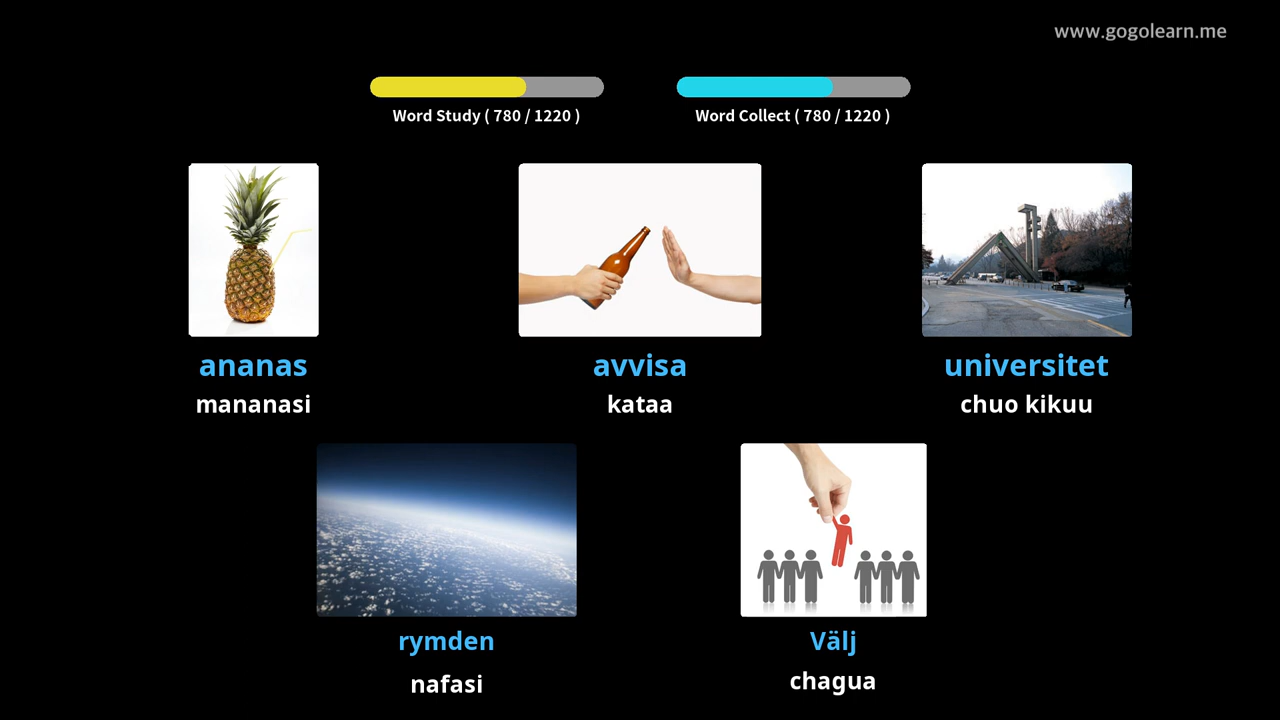 www.gogolearn.me
Word Study ( 780 / 1220 )
Word Collect ( 780 / 1220 )
ananas
mananasi
avvisa
kataa
universitet
chuo kikuu
rymden
nafasi
Välj
chagua